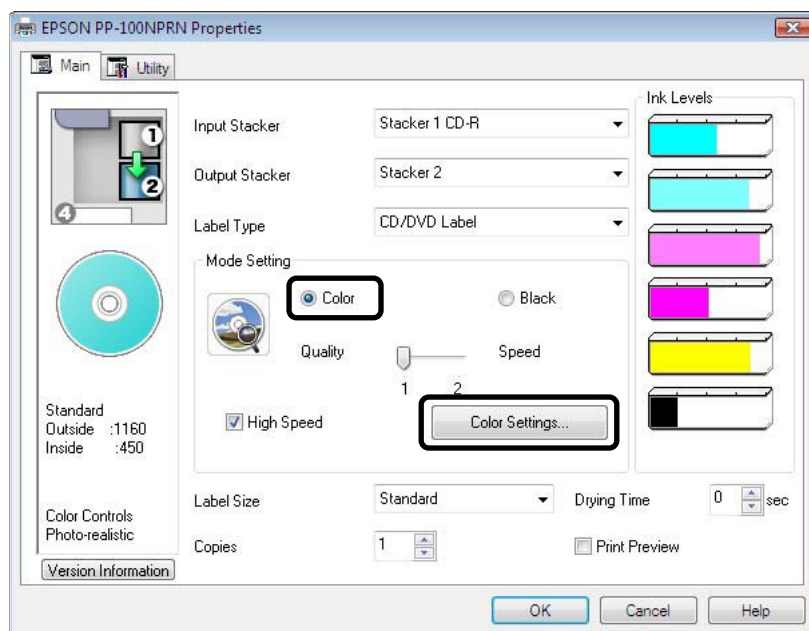 EPSON PP-100NPRN Properties
Main
Utility
1
2
4
Standard
Outside :1160
Inside :450
Color Controls
Photo-realistic
Version Information
Input Stacker
Stacker 1 CD-R
Output Stacker
Stacker 2
Label Type
CD/DVD Label
Mode Setting
Color
Black
Quality
Speed
1 2
High Speed
Color Settings...
Label Size
Standard
Drying Time
0
sec
Copies
1
Print Preview
Ink Levels
OK
Cancel
Help